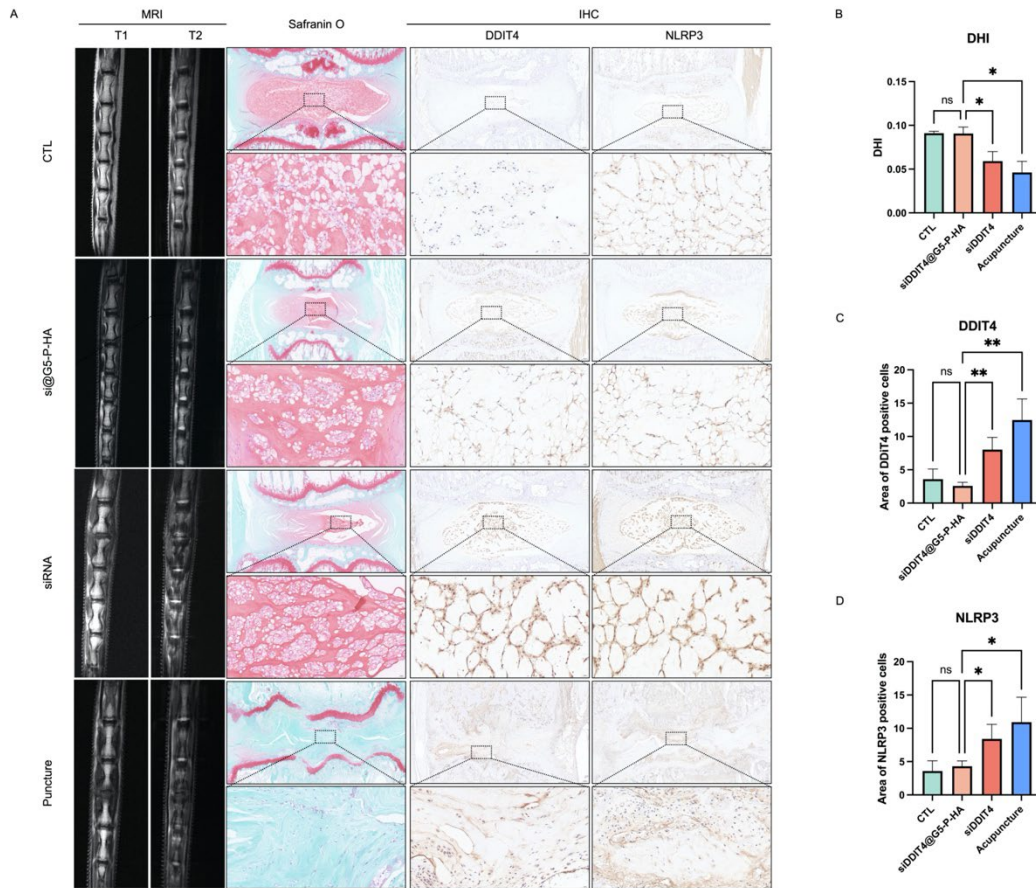 A
MRI
T1
T2
Safranin O
IHC
DDIT4
NLRP3
CTL
si@G5-P-HA
siRNA
Puncture
B
DHI
DHI
0.15
0.10
0.05
0.00
ns
*
*
CTL
siDDIT4@G5-P-HA
siDDIT4
Acupuncture
C
DDIT4
Area of DDiT4 positive cells
20
15
10
5
0
ns
**
**
CTL
siDDIT4@G5-P-HA
siDDIT4
Acupuncture
D
NLRP3
Area of NLRP3 positive cells
20
15
10
5
0
ns
*
*
CTL
siDDIT4@G5-P-HA
siDDIT4
Acupuncture